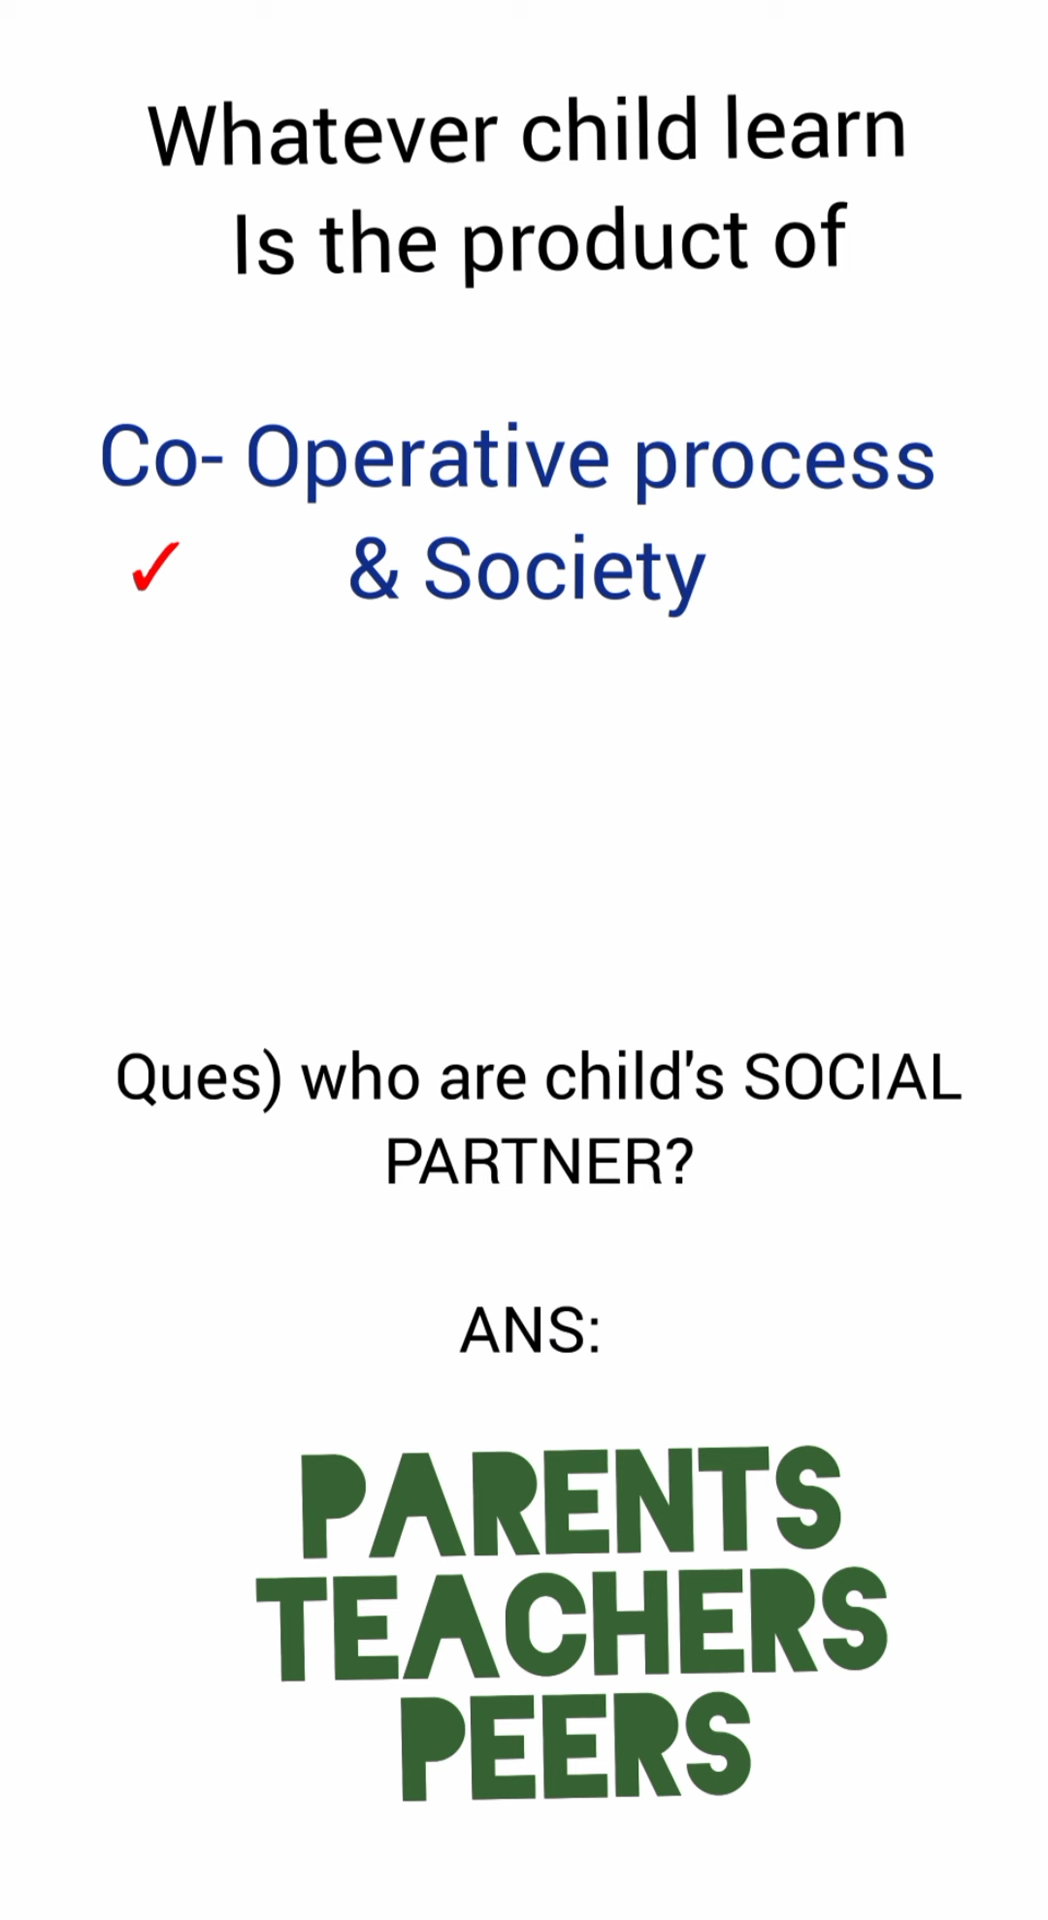 Whatever child learn
Is the product of
Co- Operative process
✓ & Society
Ques) who are child's SOCIAL
PARTNER?
ANS:
PARENTS
TEACHERS
PEERS